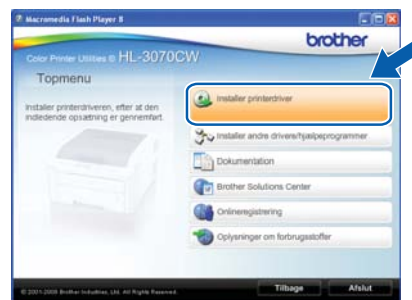 Macromedia Flash Player 8
brother
Color Printer Utilities © HL-3070CW
Topmenu
Installer printerdriveren, efter at den
indledende opsætning er gennemført.
Installer printerdriver
Installer andre drivere/hjælpeprogrammer
Dokumentation
Brother Solutions Center
Onlineregistrering
Oplysninger om forbrugsstoffer
© 2001-2008 Brother Industries, Ltd. All Rights Reserved.
Tilbage
Afslut